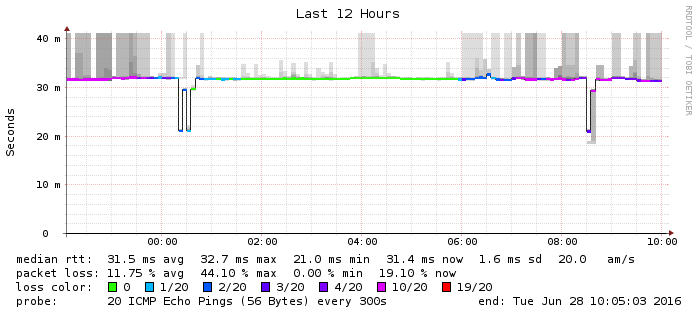 Last 12 Hours
RRDTOOL / TOBI OETIKER
Seconds
40 m
30 m
20 m
10 m
0
00:00 02:00 04:00 06:00 08:00 10:00
median rtt: 31.5 ms avg 32.7 ms max 21.0 ms min 31.4 ms now 1.6 ms sd 20.0 am/s
packet loss: 11.75 % avg 44.10 % max 0.00 % min 19.10 % now
loss color: 0 1/20 2/20 3/20 4/20 10/20 19/20
probe: 20 ICMP Echo Pings (56 Bytes) every 300s end: Tue Jun 28 10:05:03 2016